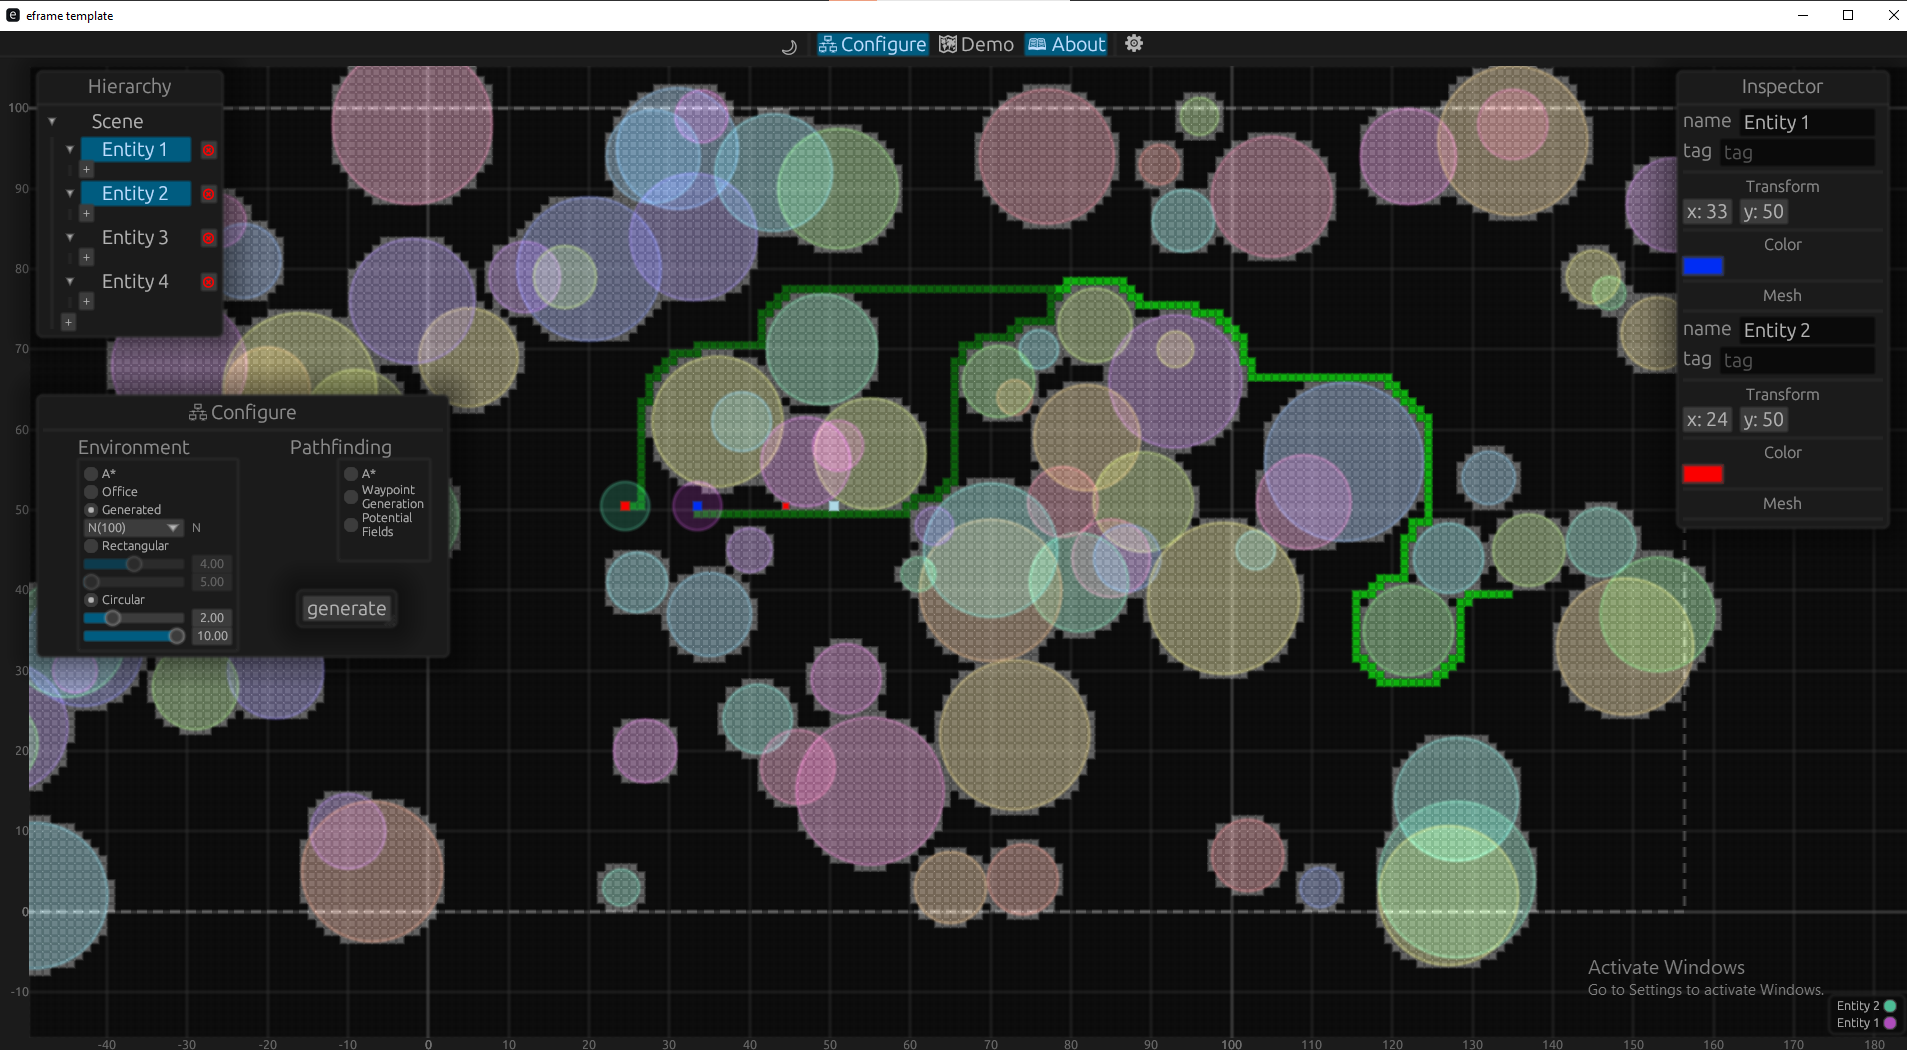 eframe template
Configure Demo About
Hierarchy
Scene
Entity 1
+
Entity 2
+
Entity 3
+
Entity 4
+
+
Configure
Environment
A*
Office
Generated
N(100) N
Rectangular
4.00
5.00
Circular
2.00
10.00
Pathfinding
A*
Waypoint
Generation
Potential
Fields
generate
Inspector
name Entity 1
tag tag
Transform
x: 33 y: 50
Color
Mesh
name Entity 2
tag tag
Transform
x: 24 y: 50
Color
Mesh
100
90
80
70
60
50
40
30
20
10
0
-10
-40 -30 -20 -10 0 10 20 30 40 50 60 70 80 90 100 110 120 130 140 150 160 170 180
Activate Windows
Go to Settings to activate Windows.
Entity 2
Entity 1